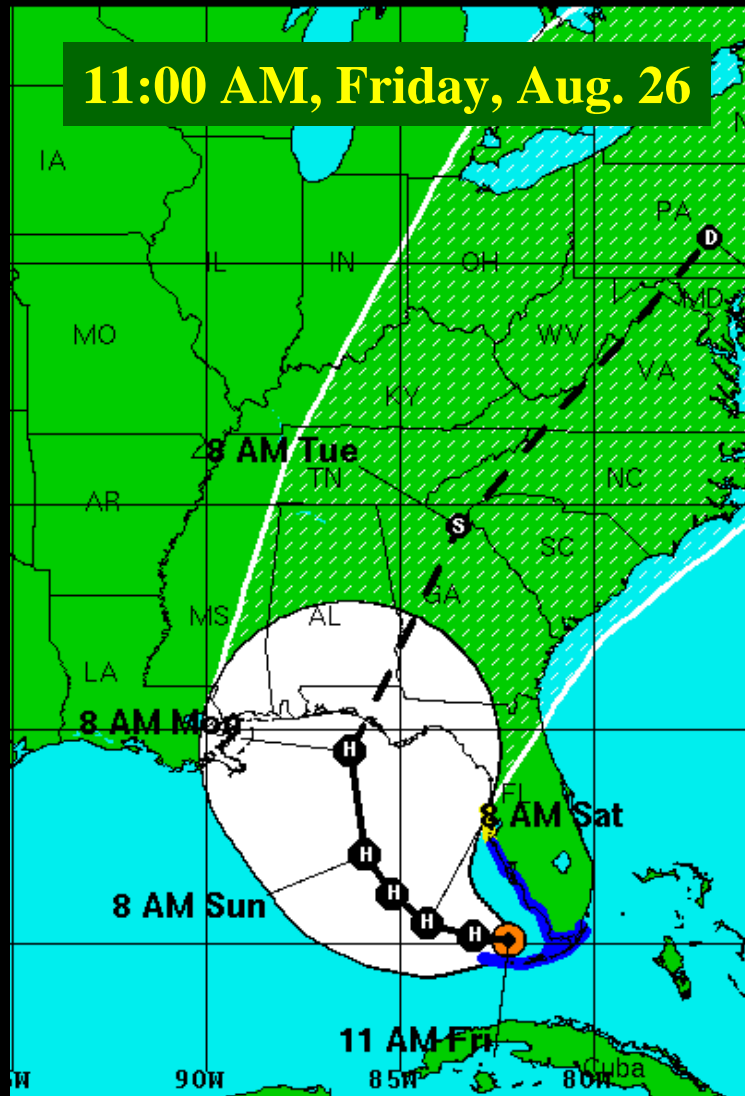 11:00 AM, Friday, Aug. 26
IA
PA
D
IL
IN
OH
MD
MO
WV
VA
KY
8 AM Tue
TN
NC
AR
S
SC
GA
MS
AL
LA
8 AM Mon
H
FL
8 AM Sat
H
H
8 AM Sun
H
H
11 AM Fri
Cuba
90W
85W
80W